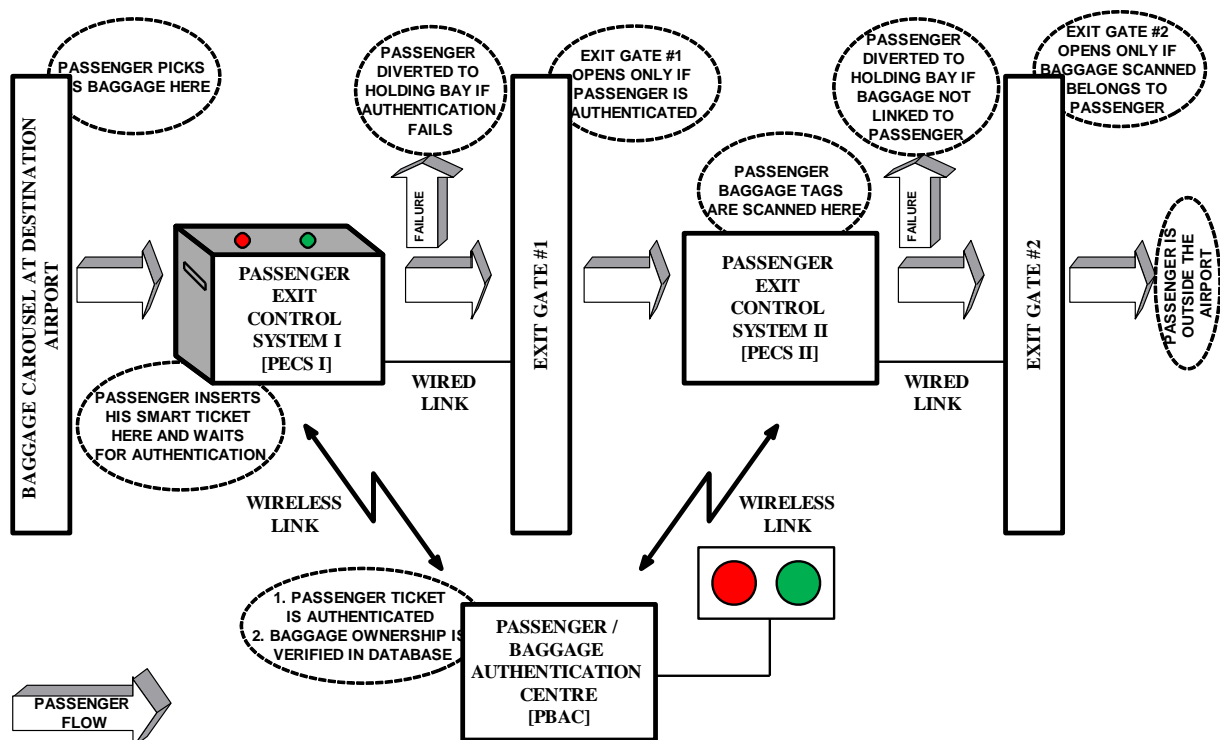 PASSENGER PICKS
S BAGGAGE HERE
PASSENGER
DIVERTED TO
HOLDING BAY IF
AUTHENTICATION
FAILS
EXIT GATE #1
OPENS ONLY IF
PASSENGER IS
AUTHENTICATED
PASSENGER
DIVERTED TO
HOLDING BAY IF
BAGGAGE NOT
LINKED TO
PASSENGER
EXIT GATE #2
OPENS ONLY IF
BAGGAGE SCANNED
BELONGS TO
PASSENGER
BAGGAGE CAROUSEL AT DESTINATION
AIRPORT
FAILURE
PASSENGER
BAGGAGE TAGS
ARE SCANNED HERE
FAILURE
PASSENGER
EXIT
CONTROL
SYSTEM I
[PECS I]
EXIT GATE #1
PASSENGER
EXIT
CONTROL
SYSTEM II
[PECS II]
EXIT GATE #2
PASSENGER IS
OUTSIDE THE
AIRPORT
WIRED
LINK
WIRED
LINK
PASSENGER INSERTS
HIS SMART TICKET
HERE AND WAITS
FOR AUTHENTICATION
WIRELESS
LINK
WIRELESS
LINK
1. PASSENGER TICKET
IS AUTHENTICATED
2. BAGGAGE OWNERSHIP IS
VERIFIED IN DATABASE
PASSENGER /
BAGGAGE
AUTHENTICATION
CENTRE
[PBAC]
PASSENGER
FLOW